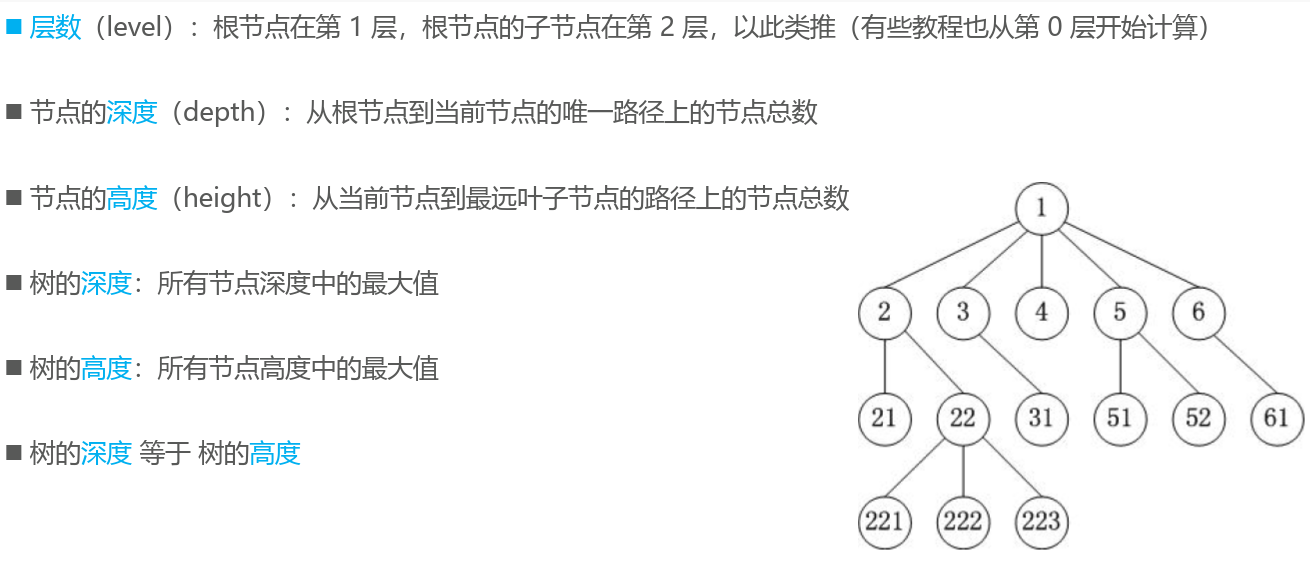 ■ 层数（level）：根节点在第 1 层，根节点的子节点在第 2 层，以此类推（有些教程也从第 0 层开始计算）
■ 节点的深度（depth）：从根节点到当前节点的唯一路径上的节点总数
■ 节点的高度（height）：从当前节点到最远叶子节点的路径上的节点总数
■ 树的深度：所有节点深度中的最大值
■ 树的高度：所有节点高度中的最大值
■ 树的深度 等于 树的高度
1
2 3 4 5 6
21 22 31 51 52 61
221 222 223